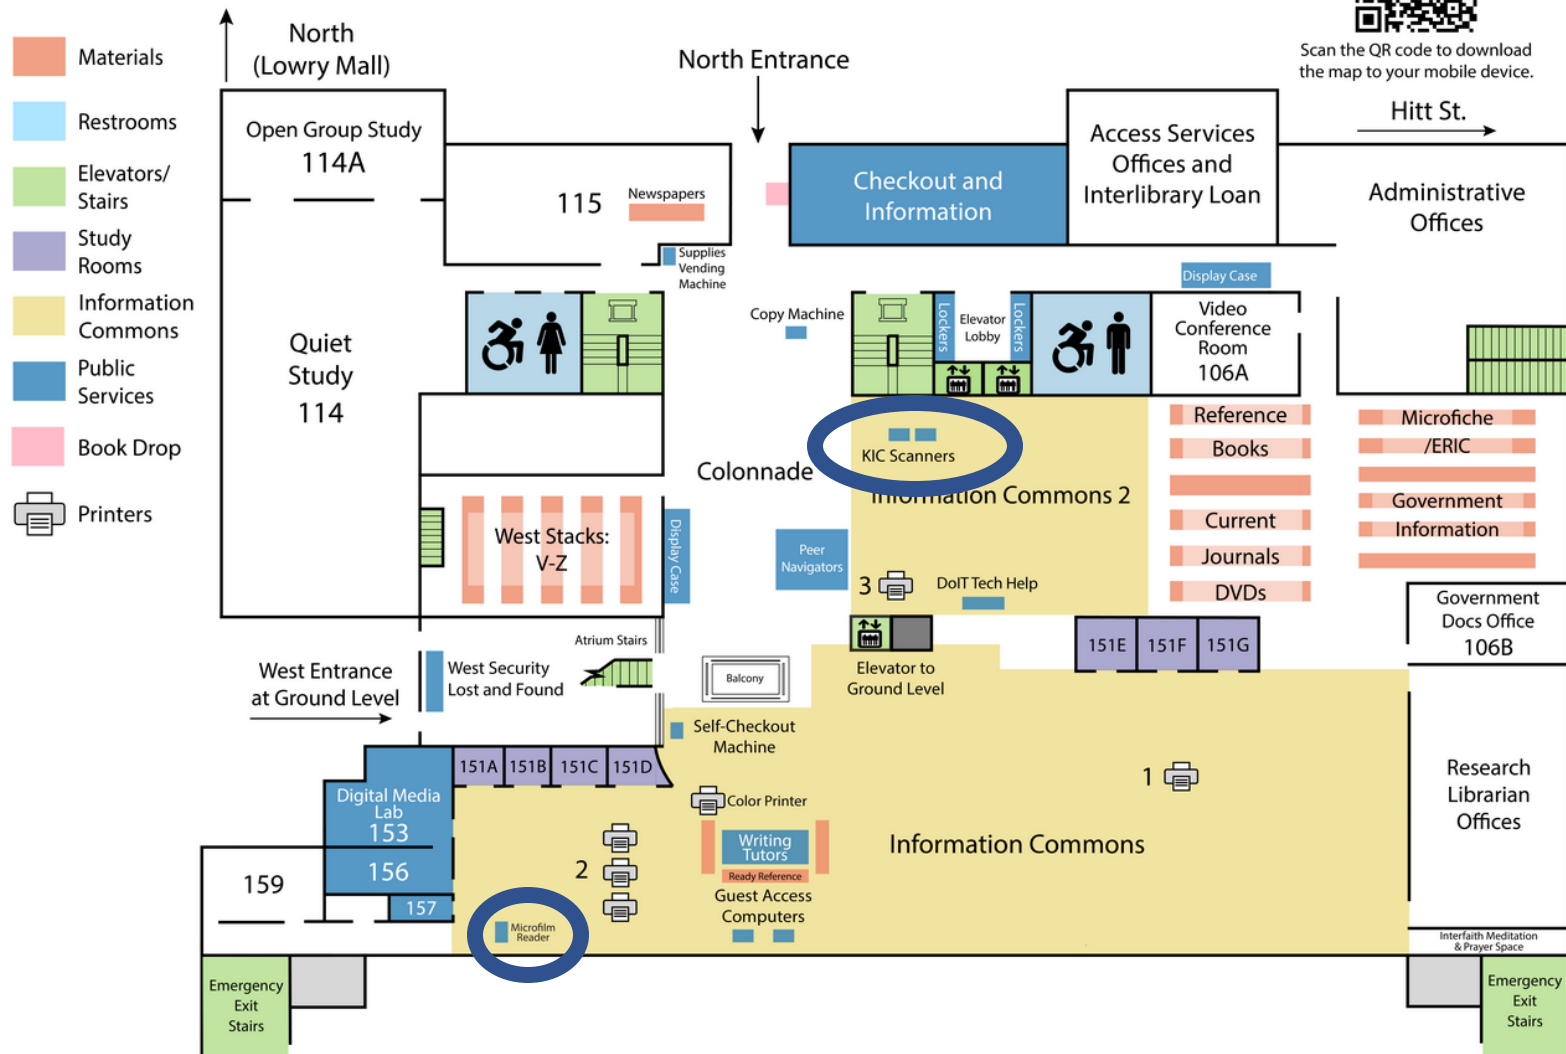 Materials
Restrooms
Elevators/
Stairs
Study
Rooms
Information
Commons
Public
Services
Book Drop
Printers
North
(Lowry Mall)
North Entrance
Scan the QR code to download
the map to your mobile device.
Hitt St.
Open Group Study
114A
115
Newspapers
Supplies
Vending
Machine
Checkout and
Information
Access Services
Offices and
Interlibrary Loan
Administrative
Offices
Display Case
Quiet
Study
114
Copy Machine
Lockers
Elevator
Lobby
Lockers
Video
Conference
Room
106A
KIC Scanners
Colonnade
Information Commons 2
Reference
Books
Current
Journals
DVDs
Microfiche
/ERIC
Government
Information
West Stacks:
V-Z
Display Case
Peer
Navigators
3
DoIT Tech Help
Government
Docs Office
106B
Atrium Stairs
West Entrance
at Ground Level
West Security
Lost and Found
Balcony
Elevator to
Ground Level
151E
151F
151G
Self-Checkout
Machine
151A
151B
151C
151D
Digital Media
Lab
153
156
157
159
Color Printer
2
Writing
Tutors
Ready Reference
Guest Access
Computers
Microfilm
Reader
1
Information Commons
Research
Librarian
Offices
Interfaith Meditation
& Prayer Space
Emergency
Exit
Stairs
Emergency
Exit
Stairs